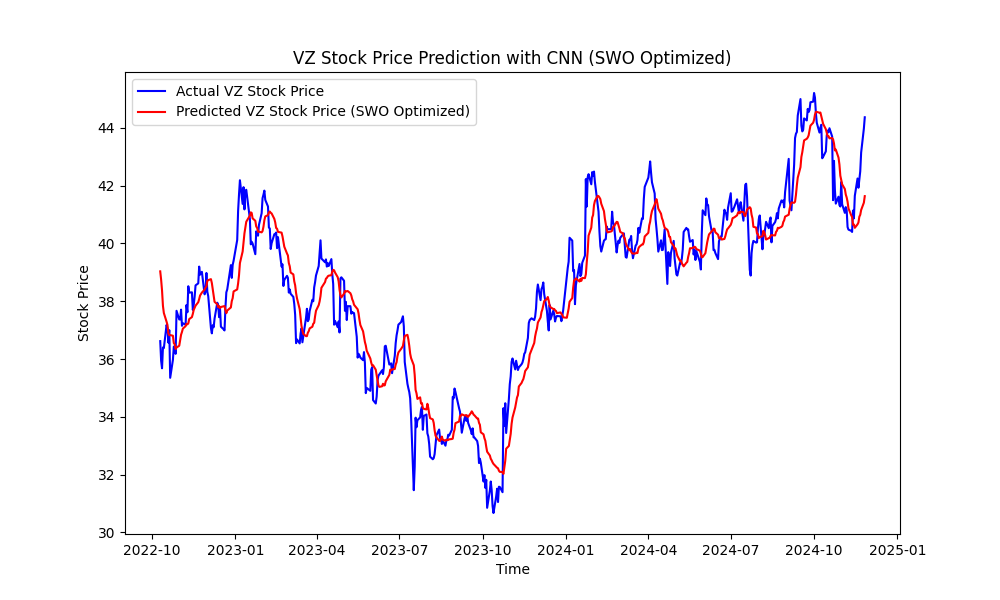 VZ Stock Price Prediction with CNN (SWO Optimized)
Actual VZ Stock Price
Predicted VZ Stock Price (SWO Optimized)
Stock Price
44
42
40
38
36
34
32
30
2022-10 2023-01 2023-04 2023-07 2023-10 2024-01 2024-04 2024-07 2024-10 2025-01
Time